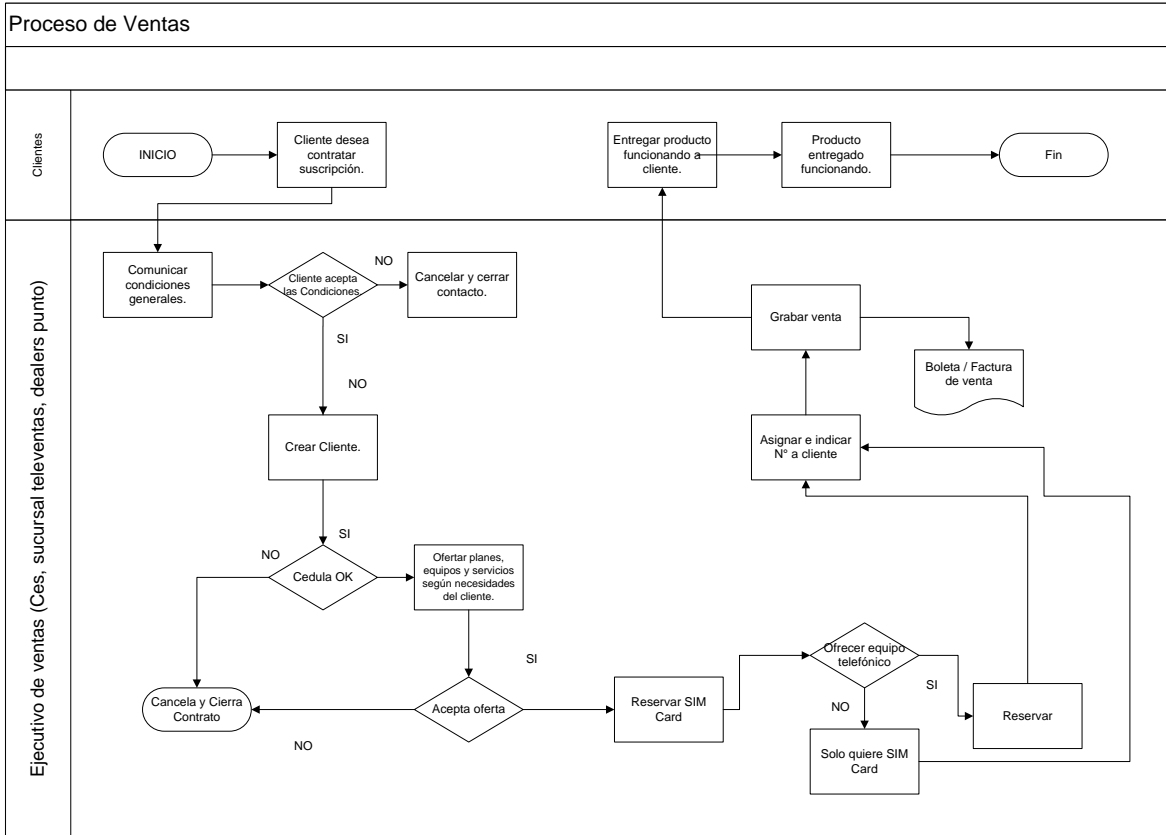 Proceso de Ventas
Clientes
INICIO
Cliente desea
contratar
suscripción.
Entregar producto
funcionando a
cliente.
Producto
entregado
funcionando.
Fin
Ejecutivo de ventas (Ces, sucursal televentas, dealers punto)
Comunicar
condiciones
generales.
Cliente acepta
las Condiciones.
NO
Cancelar y cerrar
contacto.
SI
NO
Crear Cliente.
SI
NO
Cedula OK
Ofertar planes,
equipos y servicios
según necesidades
del cliente.
SI
Cancela y Cierra
Contrato
Acepta oferta
NO
Reservar SIM
Card
Ofrecer equipo
telefónico
SI
NO
Reservar
Solo quiere SIM
Card
Asignar e indicar
N° a cliente
Grabar venta
Boleta / Factura
de venta